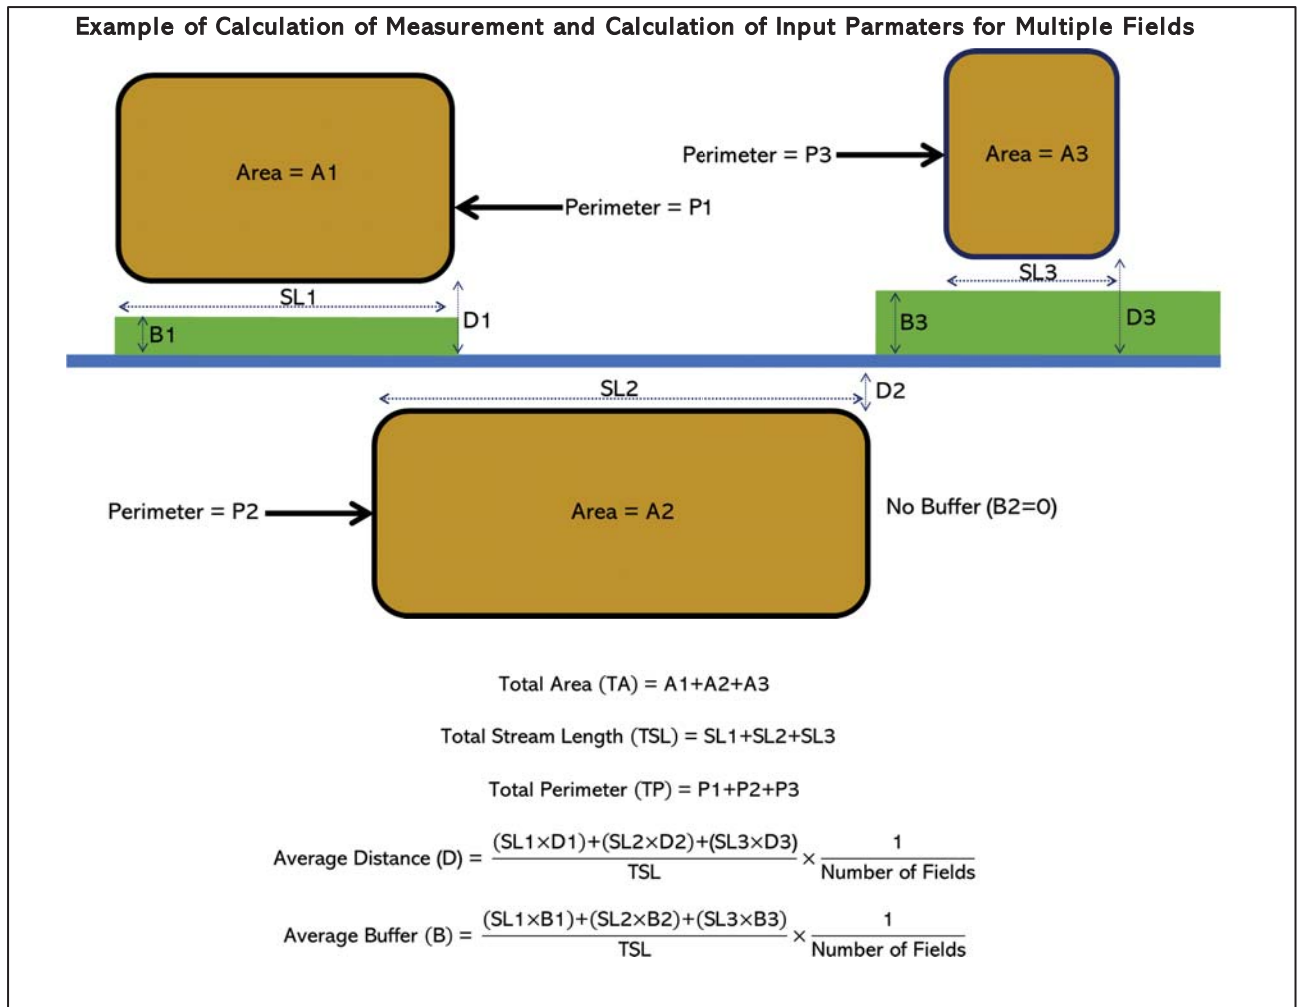 Example of Calculation of Measurement and Calculation of Input Parmaters for Multiple Fields
Area = A1
Perimeter = P3
Area = A3
Perimeter = P1
SL1
SL3
B1
D1
B3
D3
SL2
D2
Perimeter = P2
Area = A2
No Buffer (B2=0)
Total Area (TA) = A1+A2+A3
Total Stream Length (TSL) = SL1+SL2+SL3
Total Perimeter (TP) = P1+P2+P3
Average Distance (D) = (SL1×D1)+(SL2×D2)+(SL3×D3) / TSL × 1 / Number of Fields
Average Buffer (B) = (SL1×B1)+(SL2×B2)+(SL3×B3) / TSL × 1 / Number of Fields